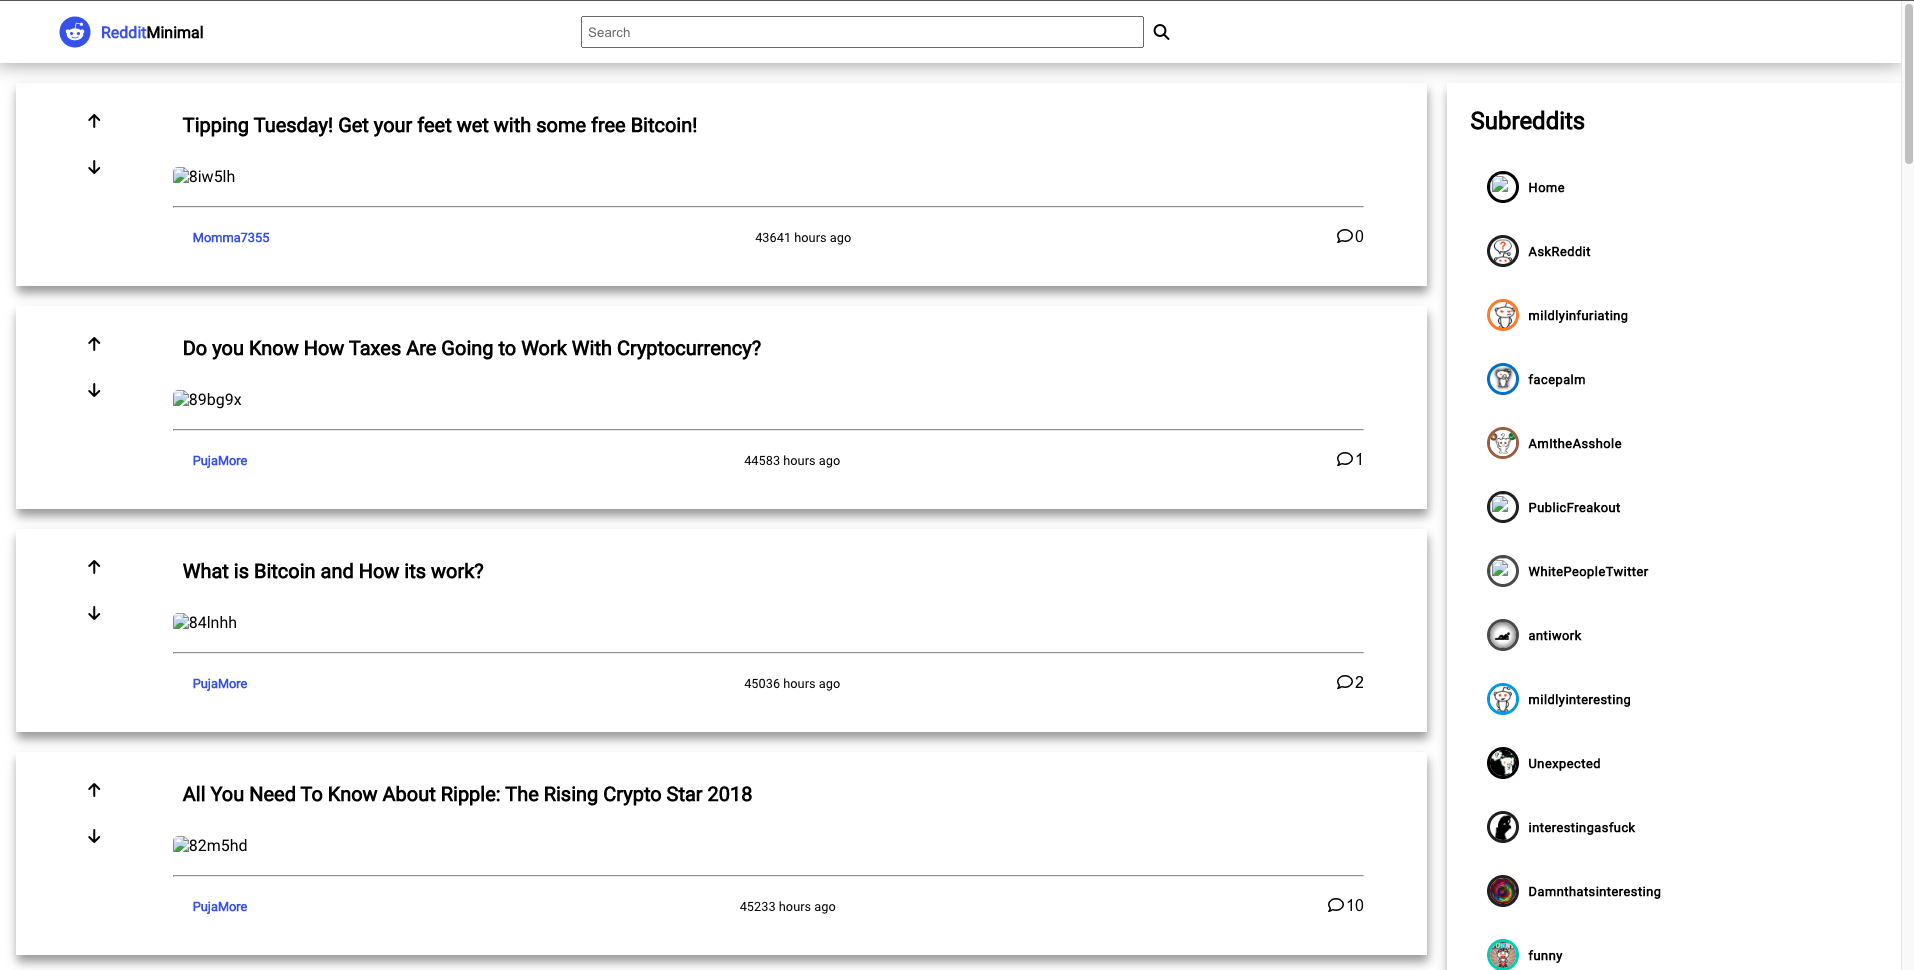 RedditMinimal
Search
Tipping Tuesday! Get your feet wet with some free Bitcoin!
8iw5lh
Momma7355
43641 hours ago
0
Do you Know How Taxes Are Going to Work With Cryptocurrency?
89bg9x
PujaMore
44583 hours ago
1
What is Bitcoin and How its work?
84lnhh
PujaMore
45036 hours ago
2
All You Need To Know About Ripple: The Rising Crypto Star 2018
82m5hd
PujaMore
45233 hours ago
10
Subreddits
Home
AskReddit
mildlyinfuriating
facepalm
AmItheAsshole
PublicFreakout
WhitePeopleTwitter
antiwork
mildlyinteresting
Unexpected
interestingasfuck
Damnthatsinteresting
funny